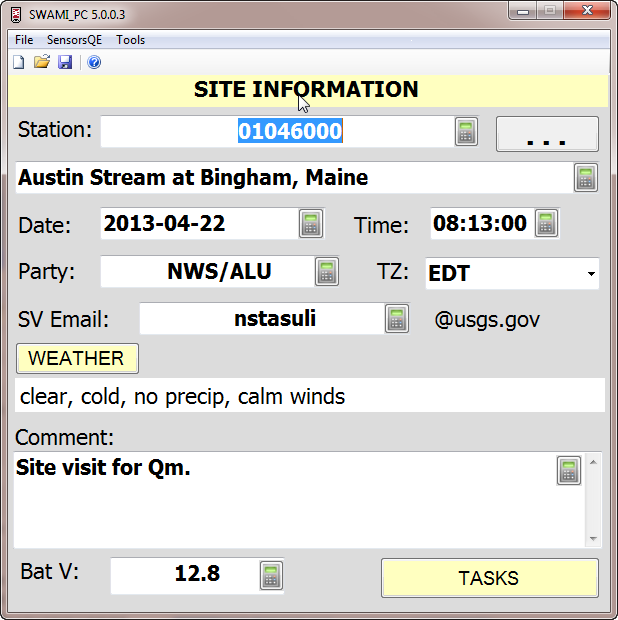 SWAMI_PC 5.0.0.3
File SensorsQE Tools
SITE INFORMATION
Station: 01046000 ...
Austin Stream at Bingham, Maine
Date: 2013-04-22 Time: 08:13:00
Party: NWS/ALU TZ: EDT
SV Email: nstasuli @usgs.gov
WEATHER
clear, cold, no precip, calm winds
Comment:
Site visit for Qm.
Bat V: 12.8 TASKS